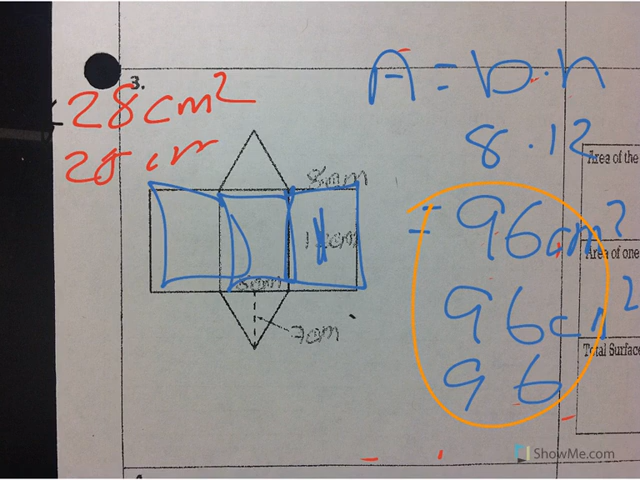 3.
28cm²
28 cm
A = b.h
8.12
= 96cm²
96cm²
96
8cm
12cm
8cm
7cm
Area of the
Area of one
Total Surface
ShowMe.com